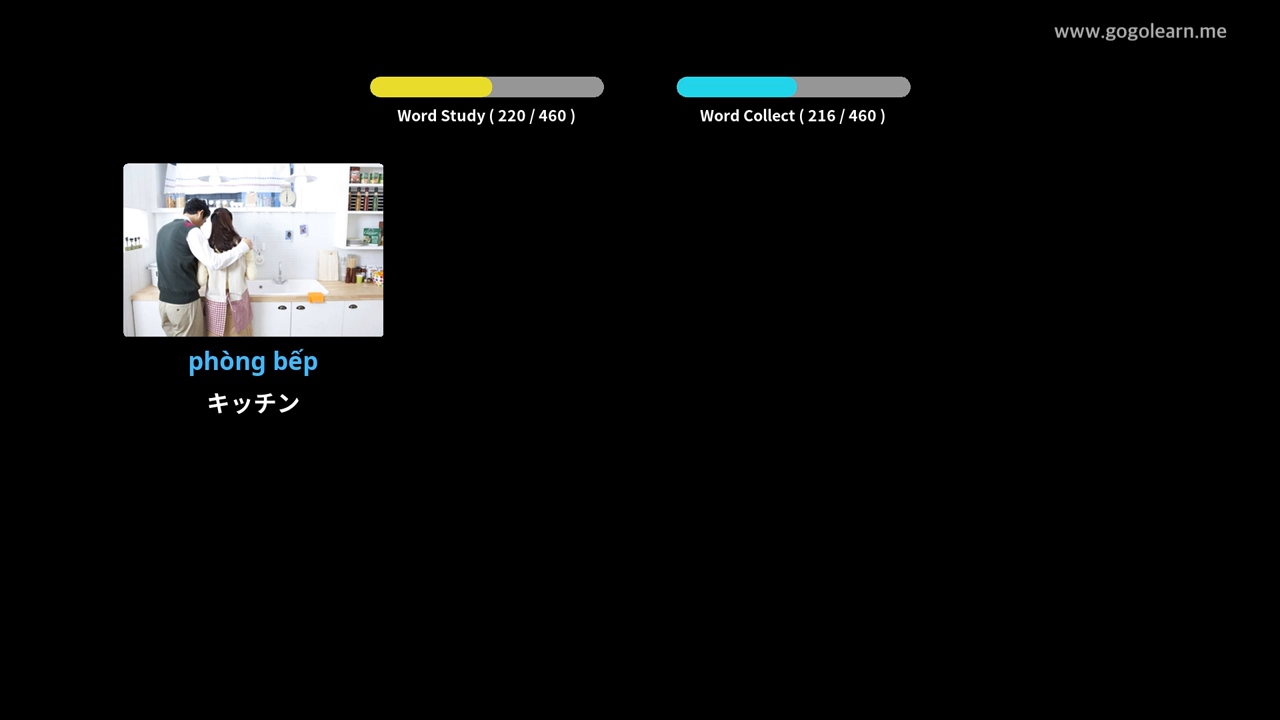 www.gogolearn.me
Word Study ( 220 / 460 )
Word Collect ( 216 / 460 )
phòng bếp
キッチン